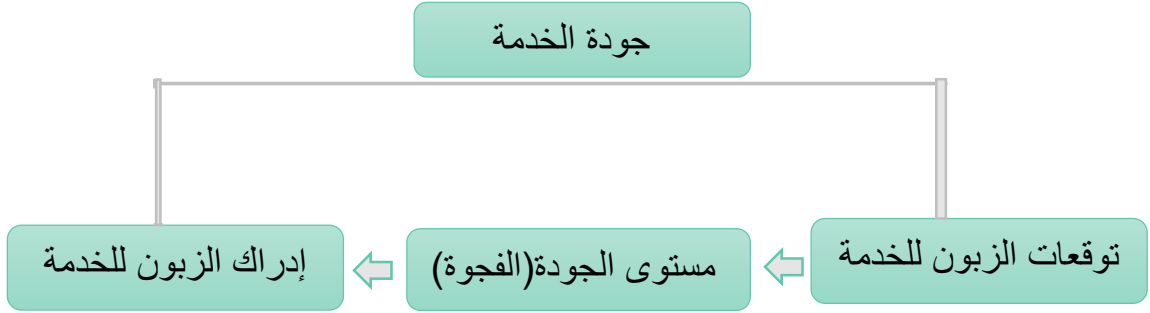 جودة الخدمة
توقعات الزبون للخدمة
مستوى الجودة(الفجوة)
إدراك الزبون للخدمة